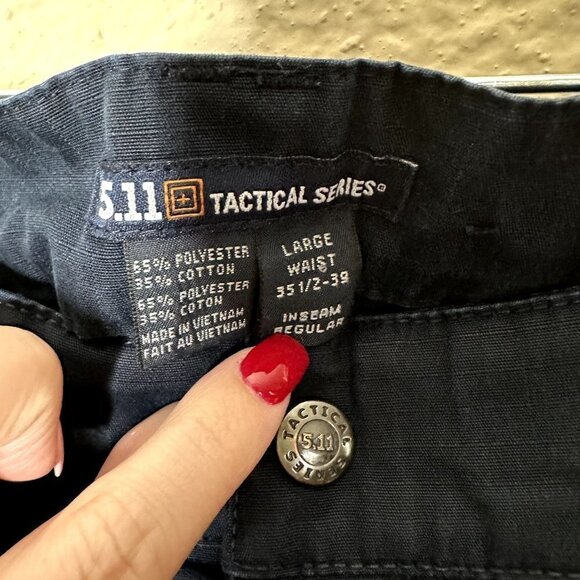 5.11 TACTICAL SERIES®
65% POLYESTER
35% COTTON
65% POLYESTER
35% COTON
MADE IN VIETNAM
FAIT AU VIETNAM
LARGE
WAIST
35 1/2-39
INSEAM
REGULAR
TACTICAL
5.11
SERIES